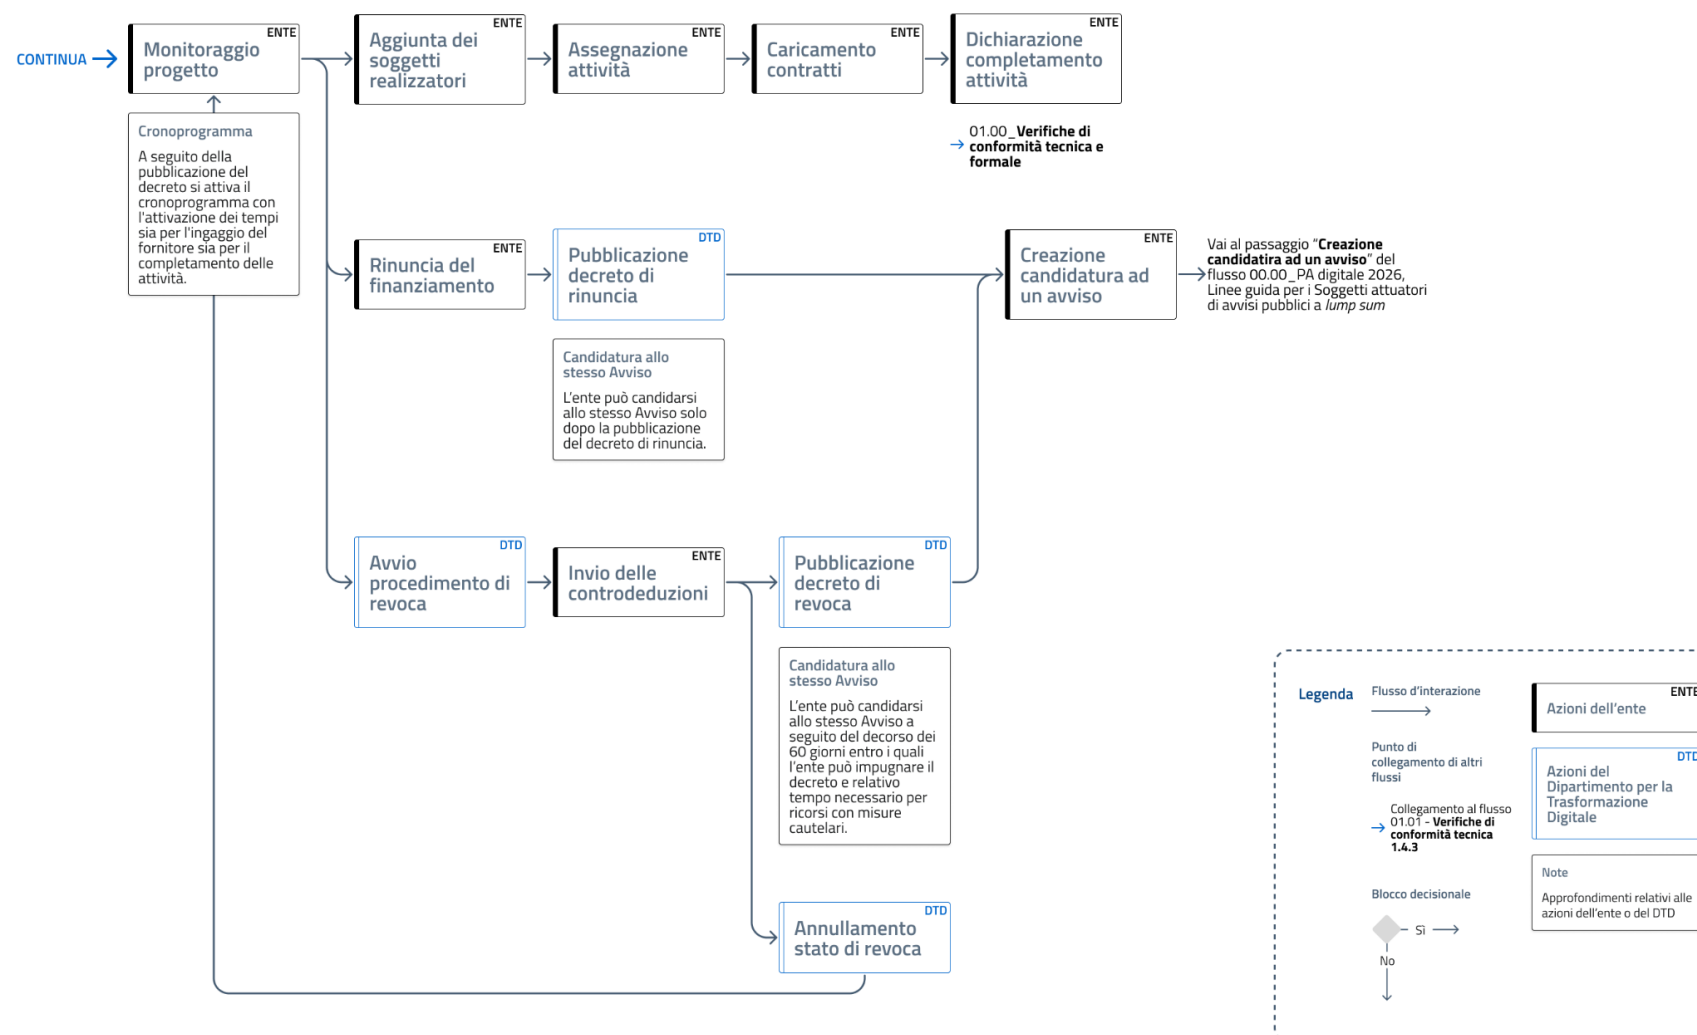 CONTINUA
ENTE
Monitoraggio
progetto
ENTE
Aggiunta dei
soggetti
realizzatori
ENTE
Assegnazione
attività
ENTE
Caricamento
contratti
ENTE
Dichiarazione
completamento
attività
01.00_Verifiche di
conformità tecnica e
formale
Cronoprogramma
A seguito della
pubblicazione del
decreto si attiva il
cronoprogramma con
l'attivazione dei tempi
sia per l'ingaggio del
fornitore sia per il
completamento delle
attività.
ENTE
Rinuncia del
finanziamento
DTD
Pubblicazione
decreto di
rinuncia
Candidatura allo
stesso Avviso
L'ente può candidarsi
allo stesso Avviso solo
dopo la pubblicazione
del decreto di rinuncia.
ENTE
Creazione
candidatura ad
un avviso
Vai al passaggio "Creazione
candidatira ad un avviso" del
flusso 00.00_PA digitale 2026,
Linee guida per i Soggetti attuatori
di avvisi pubblici a lump sum
DTD
Avvio
procedimento di
revoca
ENTE
Invio delle
controdeduzioni
DTD
Pubblicazione
decreto di
revoca
Candidatura allo
stesso Avviso
L'ente può candidarsi
allo stesso Avviso a
seguito del decorso dei
60 giorni entro i quali
l'ente può impugnare il
decreto e relativo
tempo necessario per
ricorsi con misure
cautelari.
DTD
Annullamento
stato di revoca
Legenda
Flusso d'interazione
Punto di
collegamento di altri
flussi
Collegamento al flusso
01.01 - Verifiche di
conformità tecnica
1.4.3
Blocco decisionale
Sì
No
ENTE
Azioni dell'ente
DTD
Azioni del
Dipartimento per la
Trasformazione
Digitale
Note
Approfondimenti relativi alle
azioni dell'ente o del DTD